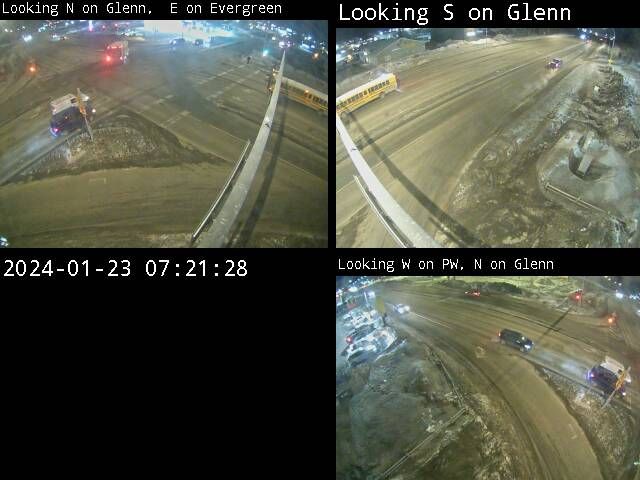 Looking N on Glenn,  E on Evergreen
Looking S on Glenn
2024-01-23 07:21:28
Looking W on PW, N on Glenn